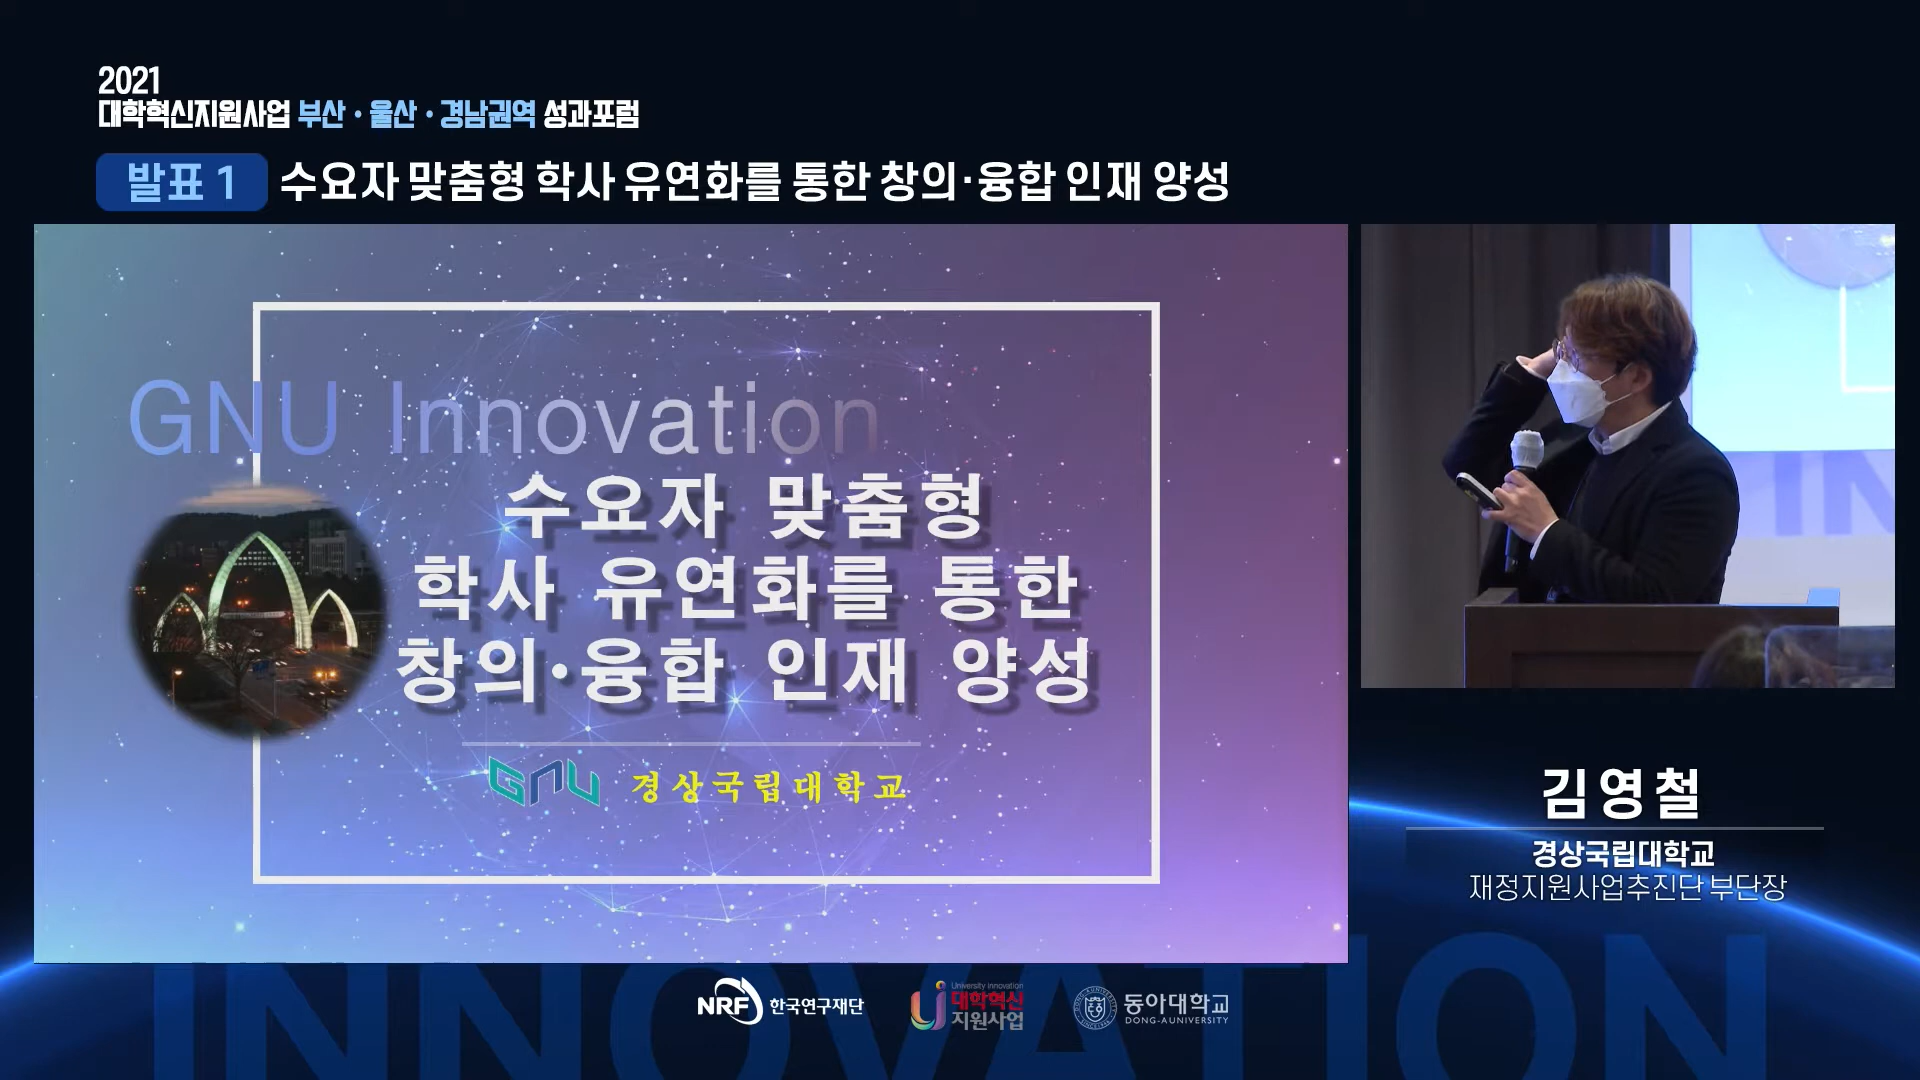 2021
대학혁신지원사업 부산·울산·경남권역 성과포럼
발표 1 수요자 맞춤형 학사 유연화를 통한 창의·융합 인재 양성
GNU Innovation
수요자 맞춤형
학사 유연화를 통한
창의·융합 인재 양성
GNU 경상국립대학교
IN
김영철
경상국립대학교
재정지원사업추진단 부단장
INNOVATION
NRF 한국연구재단
University innovation
대학혁신
지원사업
동아대학교
DONG-A UNIVERSITY